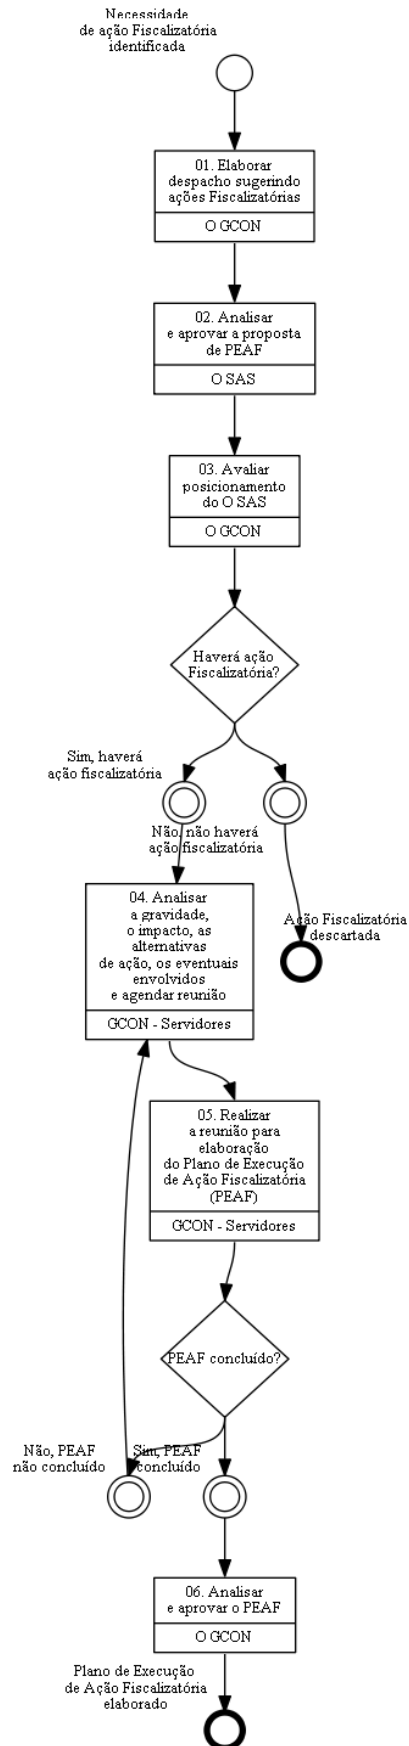 Necessidade
de ação Fiscalizatória
identificada
01. Elaborar
despacho sugerindo
ações Fiscalizatórias
O GCON
02. Analisar
e aprovar a proposta
de PEAF
O SAS
03. Avaliar
posicionamento
do O SAS
O GCON
Haverá ação
Fiscalizatória?
Sim, haverá
ação fiscalizatória
Não, não haverá
ação fiscalizatória
04. Analisar
a gravidade,
o impacto, as
alternativas
de ação, os eventuais
envolvidos
e agendar reunião
GCON - Servidores
Ação Fiscalizatória
descartada
05. Realizar
a reunião para
elaboração
do Plano de Execução
de Ação Fiscalizatória
(PEAF)
GCON - Servidores
PEAF concluído?
Não, PEAF
não concluído
Sim, PEAF
concluído
06. Analisar
e aprovar o PEAF
O GCON
Plano de Execução
de Ação Fiscalizatória
elaborado